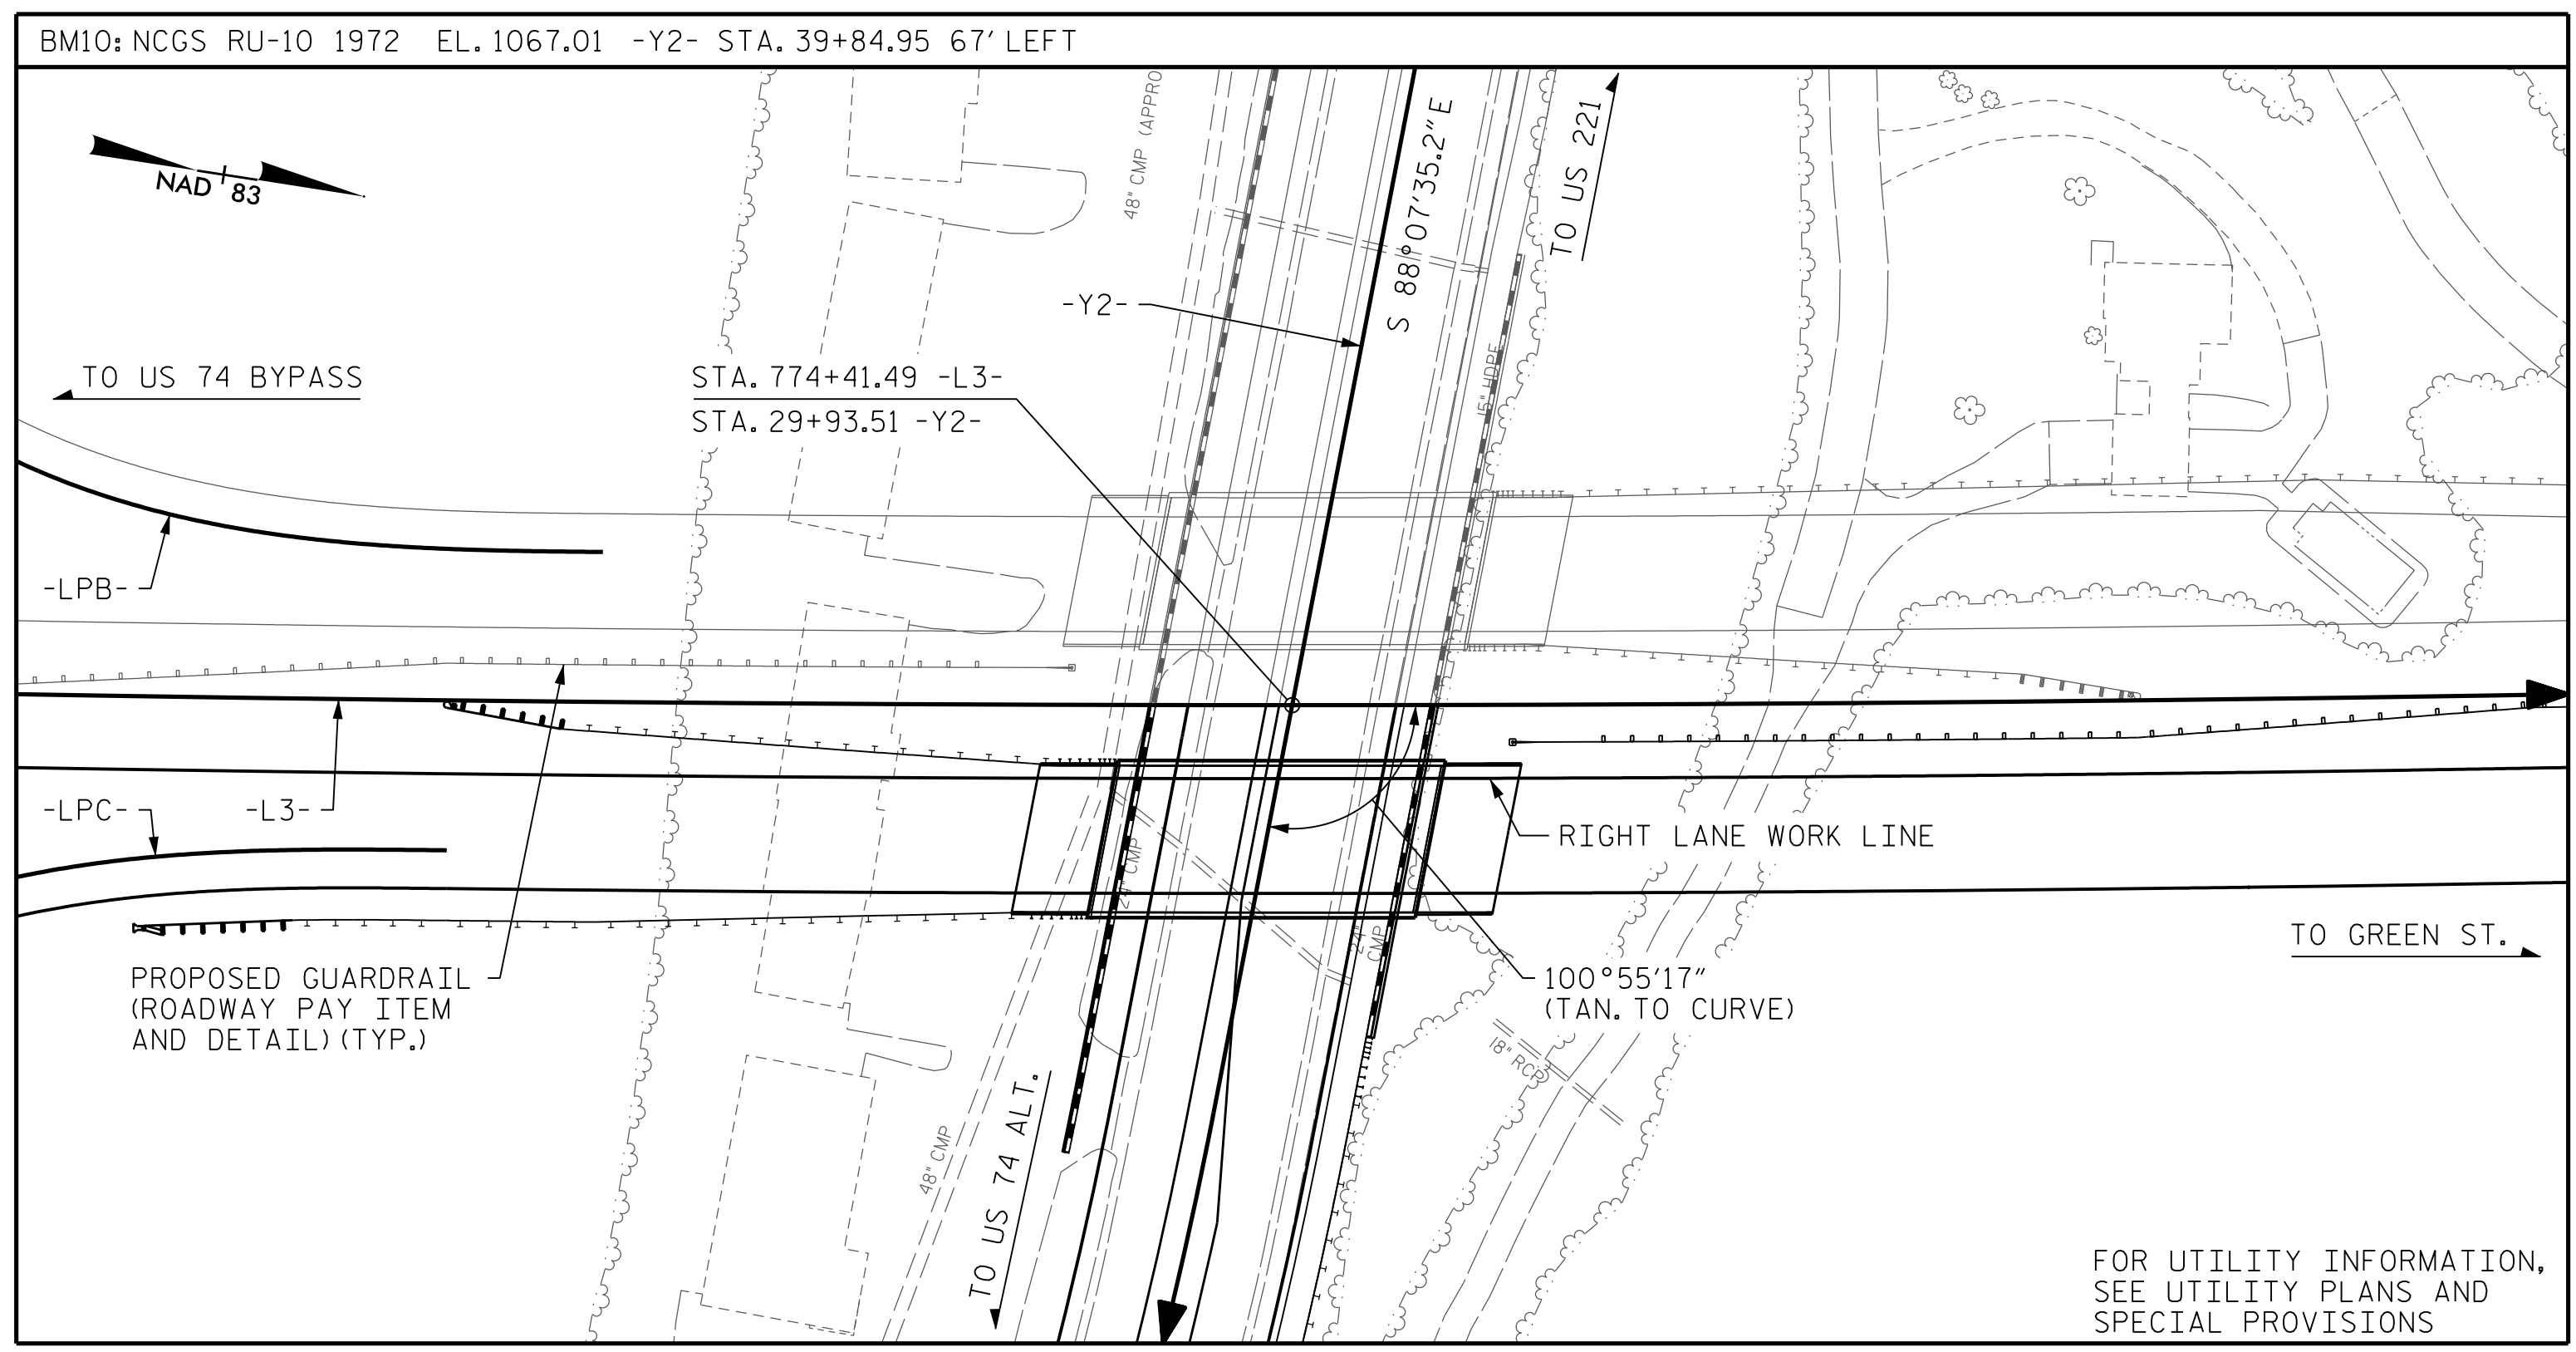 BM10: NCGS RU-10 1972 EL. 1067.01 -Y2- STA. 39+84.95 67' LEFT
NAD 83
48" CMP (APPRO
S 88°07'35.2" E
TO US 221
-Y2-
TO US 74 BYPASS
STA. 774+41.49 -L3-
STA. 29+93.51 -Y2-
15" HDPE
-LPB-
-LPC-
-L3-
RIGHT LANE WORK LINE
24" CMP
24"
CMP
TO GREEN ST.
PROPOSED GUARDRAIL
(ROADWAY PAY ITEM
AND DETAIL) (TYP.)
100°55'17"
(TAN. TO CURVE)
18" RCP
48" CMP
TO US 74 ALT.
FOR UTILITY INFORMATION,
SEE UTILITY PLANS AND
SPECIAL PROVISIONS